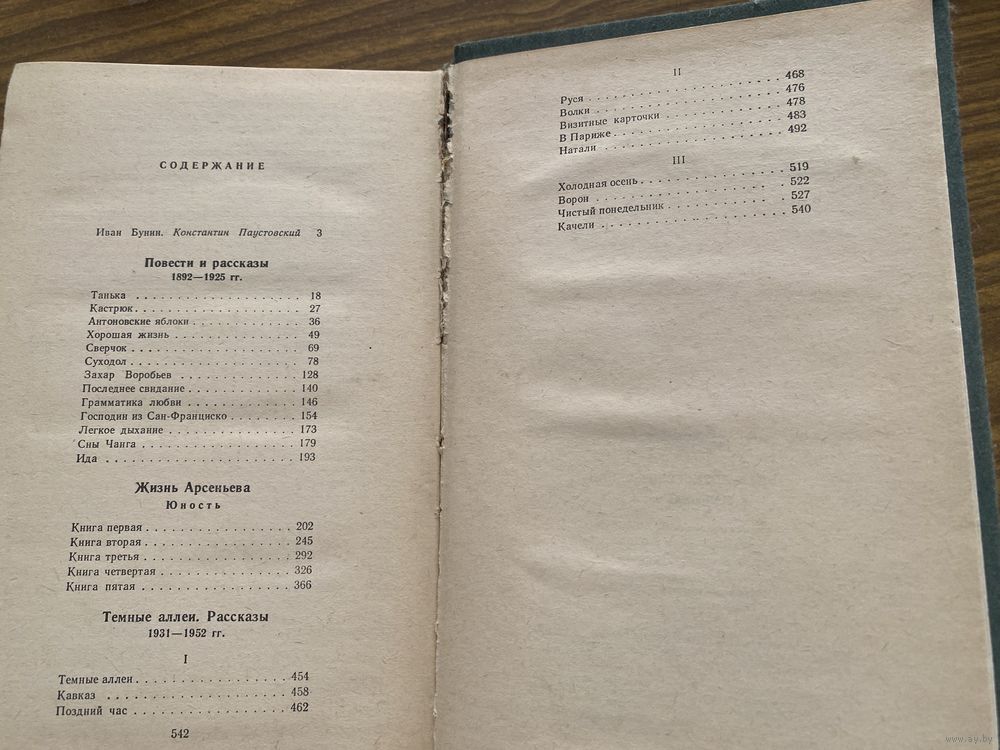 СОДЕРЖАНИЕ
Иван Бунин. Константин Паустовский 3
Повести и рассказы
1892—1925 гг.
Танька . . . . . . . . . . . . . . . . 18
Кастрюк . . . . . . . . . . . . . . . . 27
Антоновские яблоки . . . . . . . . . . . 36
Хорошая жизнь . . . . . . . . . . . . . 49
Сверчок . . . . . . . . . . . . . . . . 69
Суходол . . . . . . . . . . . . . . . . 78
Захар Воробьев . . . . . . . . . . . . 128
Последнее свидание . . . . . . . . . . 140
Грамматика любви . . . . . . . . . . . 146
Господин из Сан-Франциско . . . . . . . 154
Легкое дыхание . . . . . . . . . . . . 173
Сны Чанга . . . . . . . . . . . . . . 179
Ида . . . . . . . . . . . . . . . . . 193
Жизнь Арсеньева
Юность
Книга первая . . . . . . . . . . . . . 202
Книга вторая . . . . . . . . . . . . . 245
Книга третья . . . . . . . . . . . . . 292
Книга четвертая . . . . . . . . . . . . 326
Книга пятая . . . . . . . . . . . . . 366
Темные аллеи. Рассказы
1931—1952 гг.
I
Темные аллеи . . . . . . . . . . . . . 454
Кавказ . . . . . . . . . . . . . . . . 458
Поздний час . . . . . . . . . . . . . 462
542
II
Руся . . . . . . . . . . . . . . . . . 468
Волки . . . . . . . . . . . . . . . . 476
Визитные карточки . . . . . . . . . . . 478
В Париже . . . . . . . . . . . . . . . 483
Натали . . . . . . . . . . . . . . . . 492
III
Холодная осень . . . . . . . . . . . . 519
Ворон . . . . . . . . . . . . . . . . 522
Чистый понедельник . . . . . . . . . . 527
Качели . . . . . . . . . . . . . . . . 540
www.ay.by